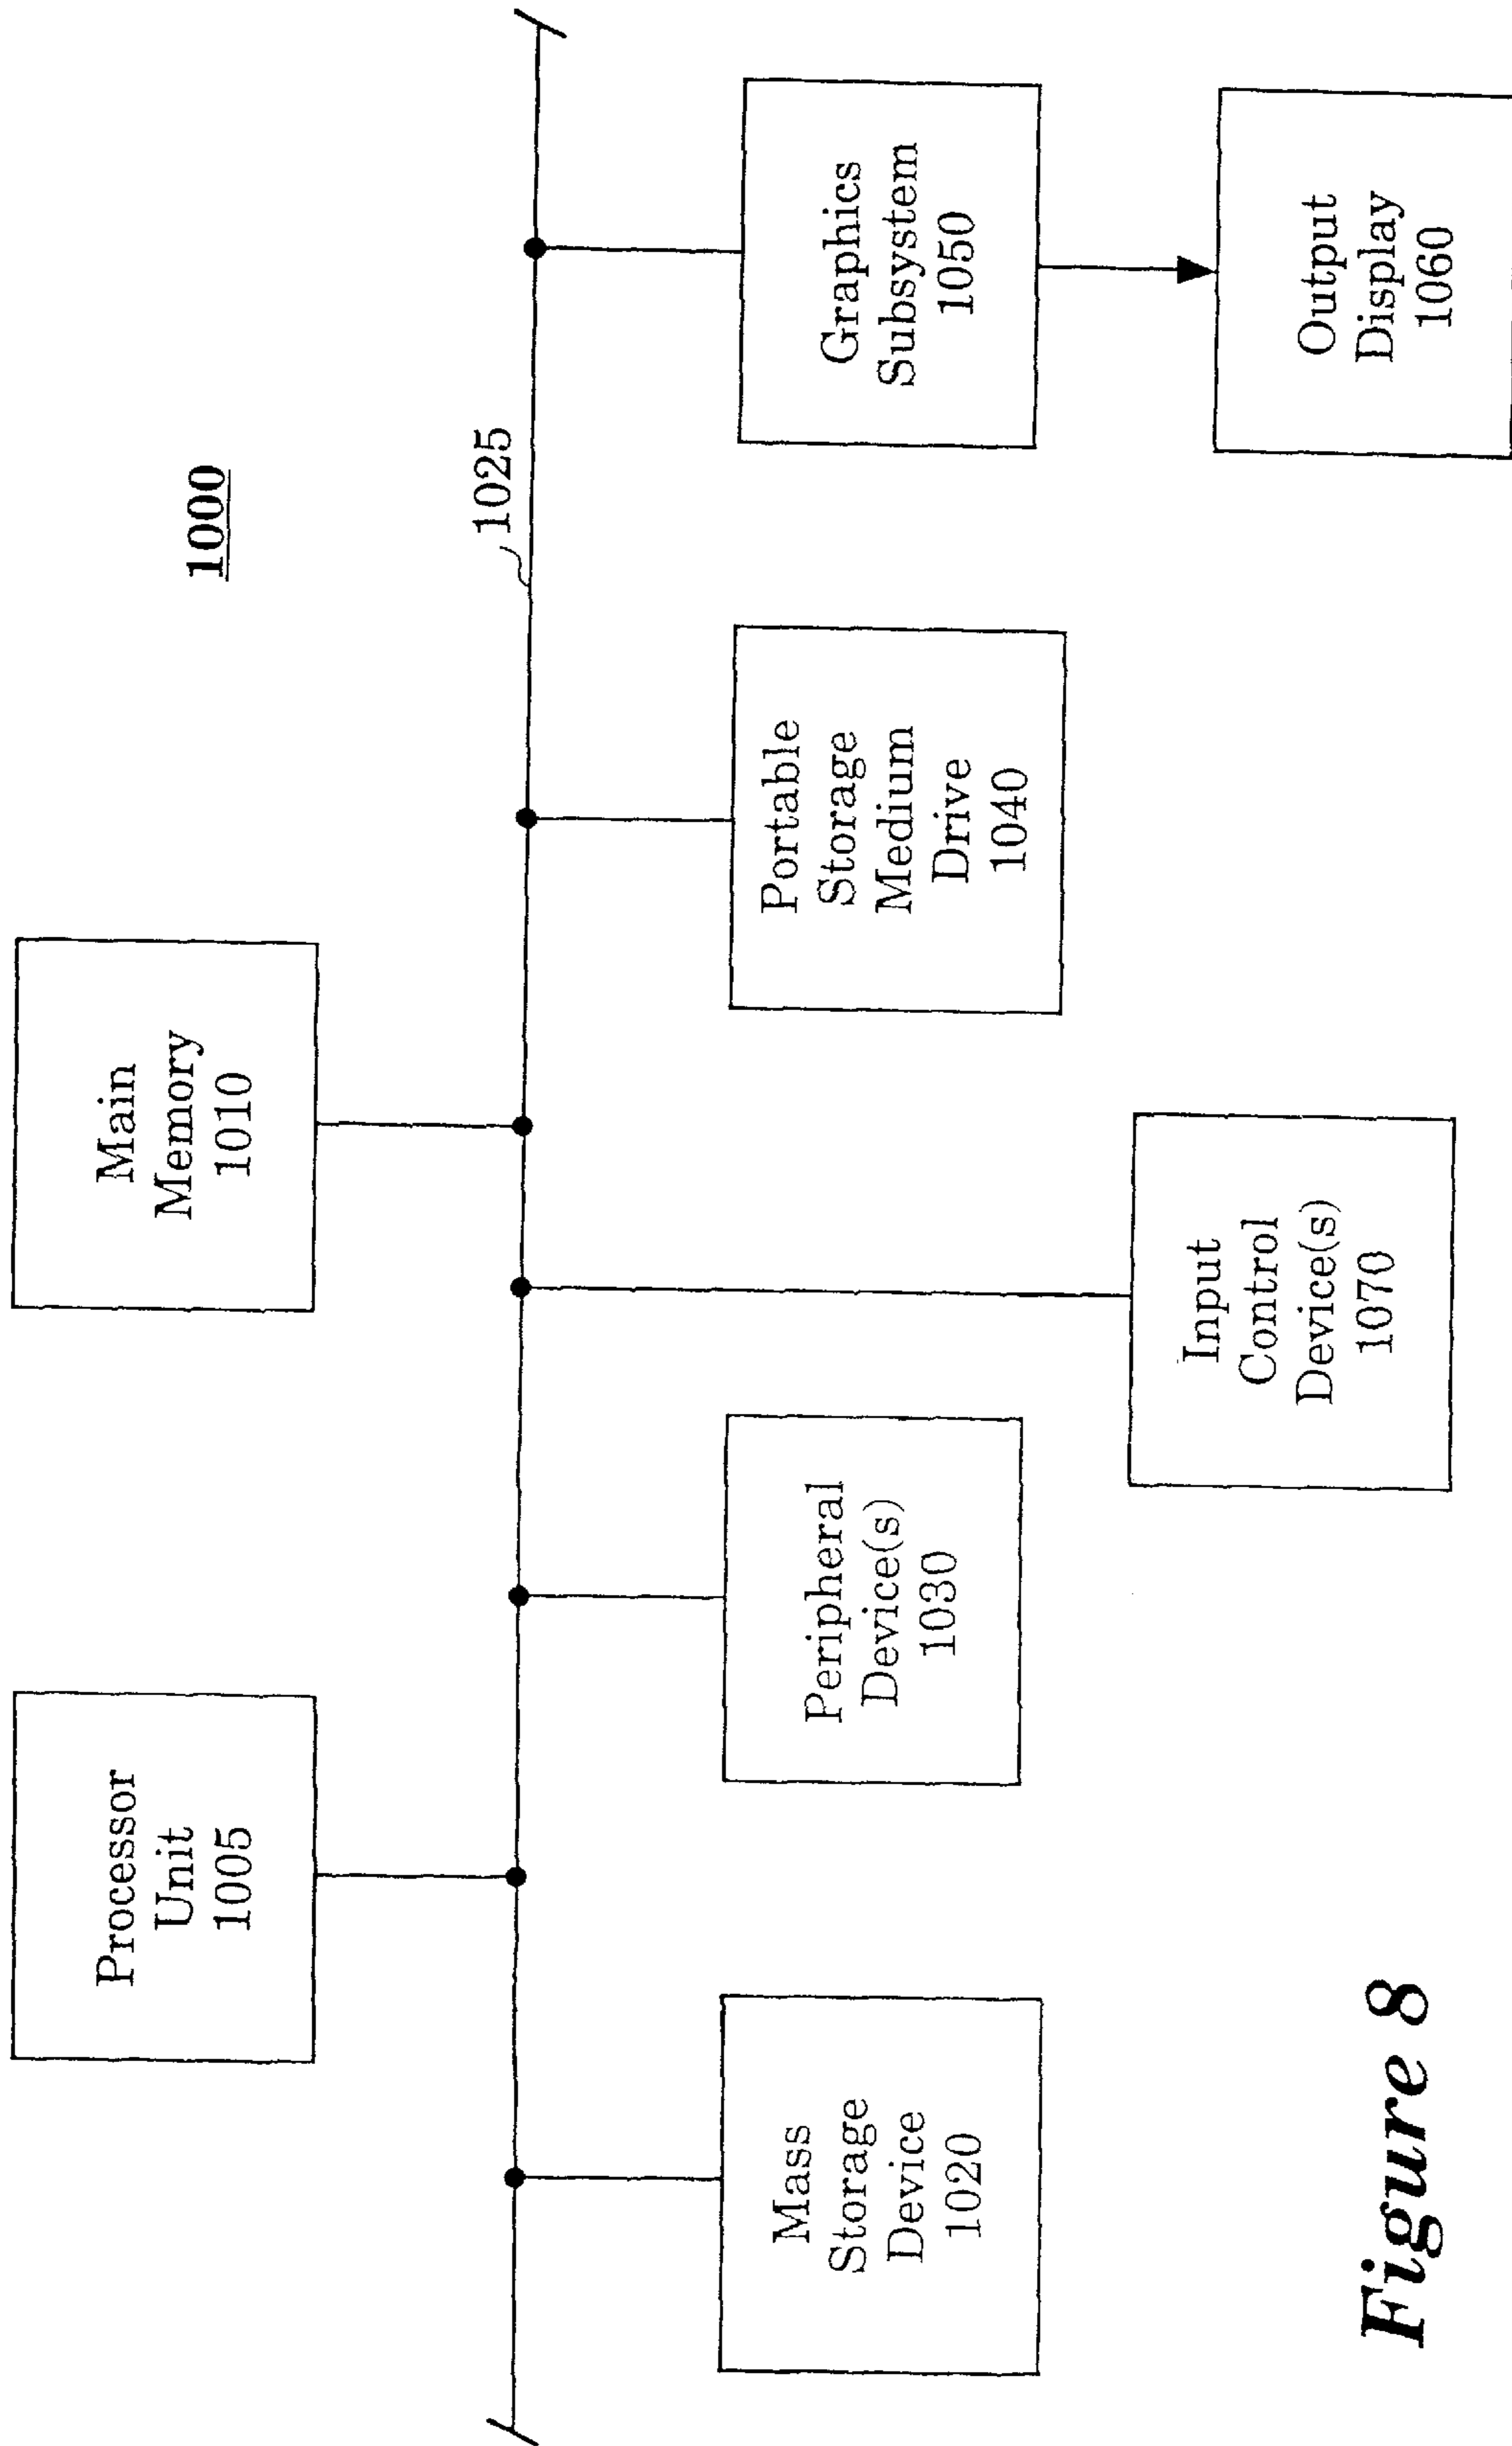 1000
Processor
Unit
1005
Main
Memory
1010
1025
Mass
Storage
Device
1020
Peripheral
Device(s)
1030
Input
Control
Device(s)
1070
Portable
Storage
Medium
Drive
1040
Graphics
Subsystem
1050
Output
Display
1060
Figure 8